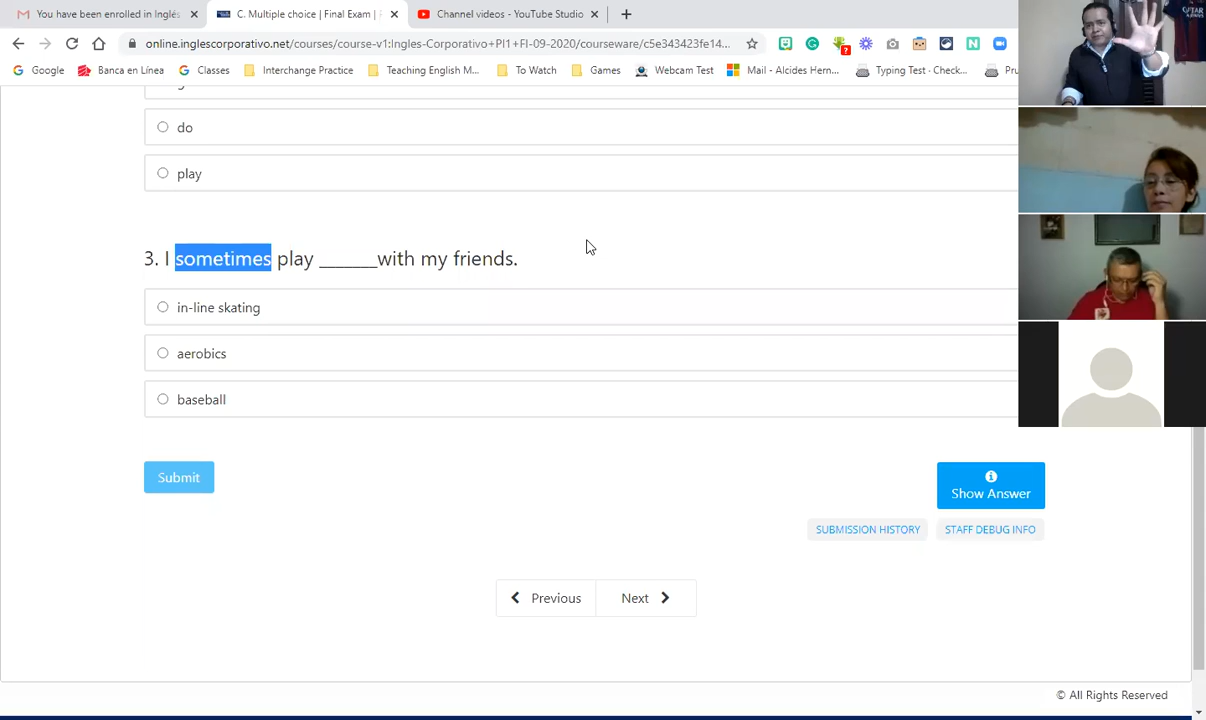 You have been enrolled in Inglés
C. Multiple choice | Final Exam |
Channel videos - YouTube Studio
online.inglescorporativo.net/courses/course-v1:Ingles-Corporativo+PI1+FI-09-2020/courseware/c5e343423fe14...
Google
Banca en Línea
Classes
Interchange Practice
Teaching English M...
To Watch
Games
Webcam Test
Mail - Alcides Hern...
Typing Test · Check...
Pru
do
play
3. I sometimes play _______with my friends.
in-line skating
aerobics
baseball
Submit
Show Answer
SUBMISSION HISTORY
STAFF DEBUG INFO
Previous
Next
© All Rights Reserved